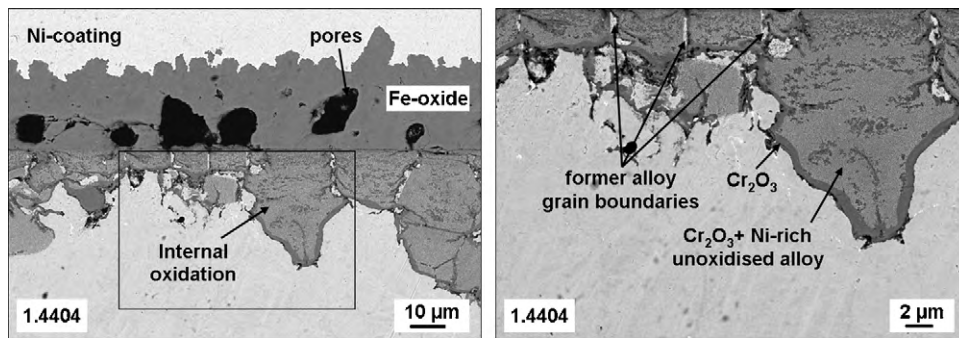 Ni-coating
pores
Fe-oxide
Internal
oxidation
1.4404
10 µm
former alloy
grain boundaries
Cr₂O₃
Cr₂O₃+ Ni-rich
unoxidised alloy
1.4404
2 µm